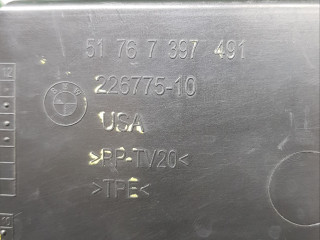 51 76 7 397 491
226775-10
USA
>PP-TV20<
>TPE<